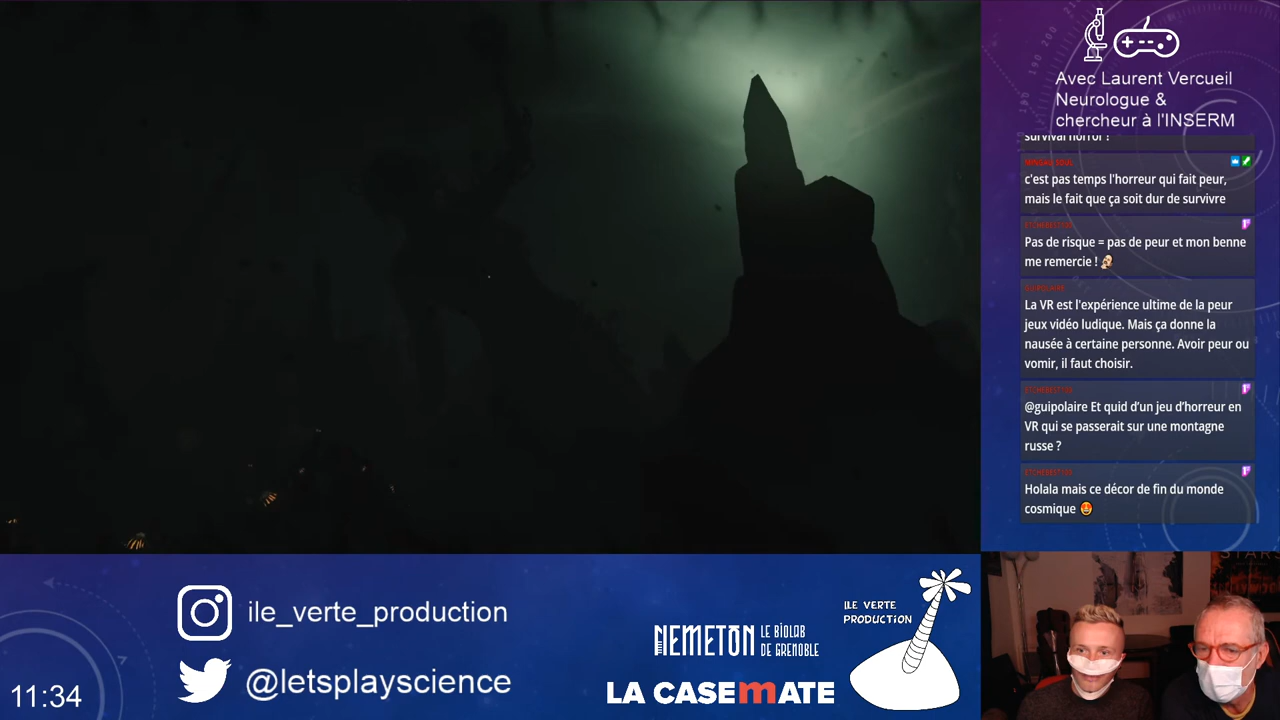 Avec Laurent Vercueil
Neurologue &
chercheur à l'INSERM
survival horror !
c'est pas temps l'horreur qui fait peur,
mais le fait que ça soit dur de survivre
Pas de risque = pas de peur et mon benne
me remercie !
La VR est l'expérience ultime de la peur
jeux vidéo ludique. Mais ça donne la
nausée à certaine personne. Avoir peur ou
vomir, il faut choisir.
@guipolaire Et quid d'un jeu d'horreur en
VR qui se passerait sur une montagne
russe ?
Holala mais ce décor de fin du monde
cosmique
ile_verte_production
@letsplayscience
11:34
NEMETON LE BIOLAB
DE GRENOBLE
LA CASEMATE
ILE VERTE
PRODUCTION